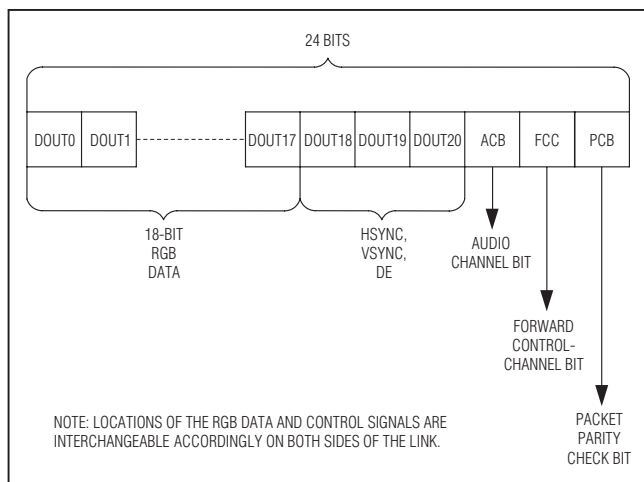 24 BITS
DOUT0 DOUT1 DOUT17 DOUT18 DOUT19 DOUT20 ACB FCC PCB
18-BIT
RGB
DATA
HSYNC,
VSYNC,
DE
AUDIO
CHANNEL BIT
FORWARD
CONTROL-
CHANNEL BIT
PACKET
PARITY
CHECK BIT
NOTE: LOCATIONS OF THE RGB DATA AND CONTROL SIGNALS ARE
INTERCHANGEABLE ACCORDINGLY ON BOTH SIDES OF THE LINK.